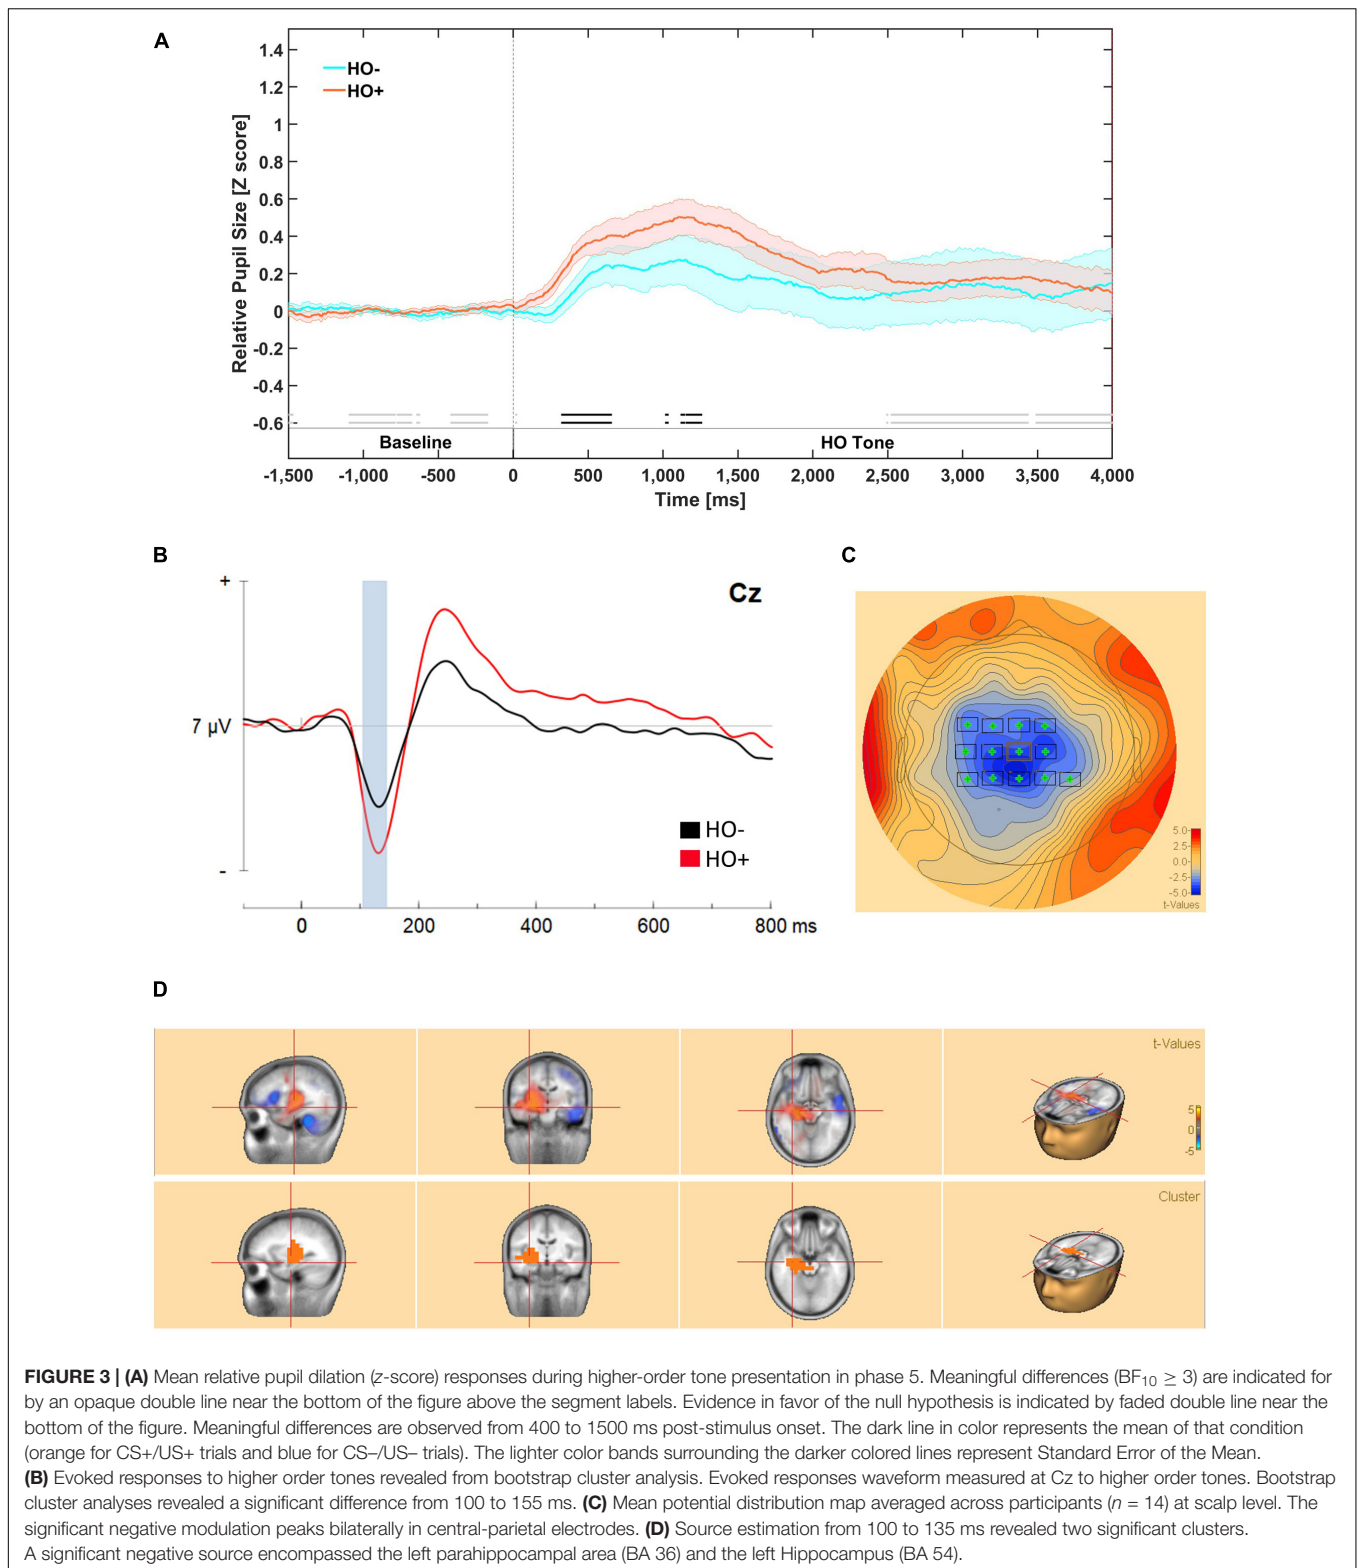 A
1.4
1.2
1
0.8
0.6
0.4
0.2
0
-0.2
-0.4
-0.6
Relative Pupil Size [Z score]
HO-
HO+
Baseline
HO Tone
-1,500 -1,000 -500 0 500 1,000 1,500 2,000 2,500 3,000 3,500 4,000
Time [ms]
B
+
7 µV
-
Cz
HO-
HO+
0 200 400 600 800 ms
C
5.0
2.5
0.0
-2.5
-5.0
t-Values
D
t-Values
5
0
-5
Cluster
FIGURE 3 | (A) Mean relative pupil dilation (z-score) responses during higher-order tone presentation in phase 5. Meaningful differences (BF10 ≥ 3) are indicated for
by an opaque double line near the bottom of the figure above the segment labels. Evidence in favor of the null hypothesis is indicated by faded double line near the
bottom of the figure. Meaningful differences are observed from 400 to 1500 ms post-stimulus onset. The dark line in color represents the mean of that condition
(orange for CS+/US+ trials and blue for CS–/US– trials). The lighter color bands surrounding the darker colored lines represent Standard Error of the Mean.
(B) Evoked responses to higher order tones revealed from bootstrap cluster analysis. Evoked responses waveform measured at Cz to higher order tones. Bootstrap
cluster analyses revealed a significant difference from 100 to 155 ms. (C) Mean potential distribution map averaged across participants (n = 14) at scalp level. The
significant negative modulation peaks bilaterally in central-parietal electrodes. (D) Source estimation from 100 to 135 ms revealed two significant clusters.
A significant negative source encompassed the left parahippocampal area (BA 36) and the left Hippocampus (BA 54).